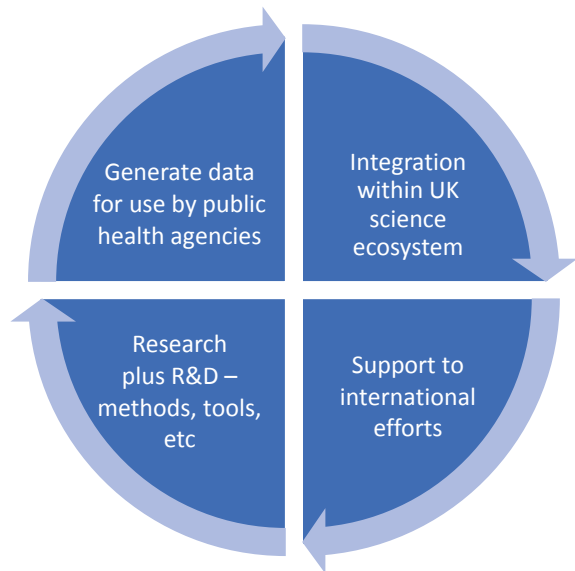 Generate data
for use by public
health agencies
Integration
within UK
science
ecosystem
Research
plus R&D –
methods, tools,
etc
Support to
international
efforts